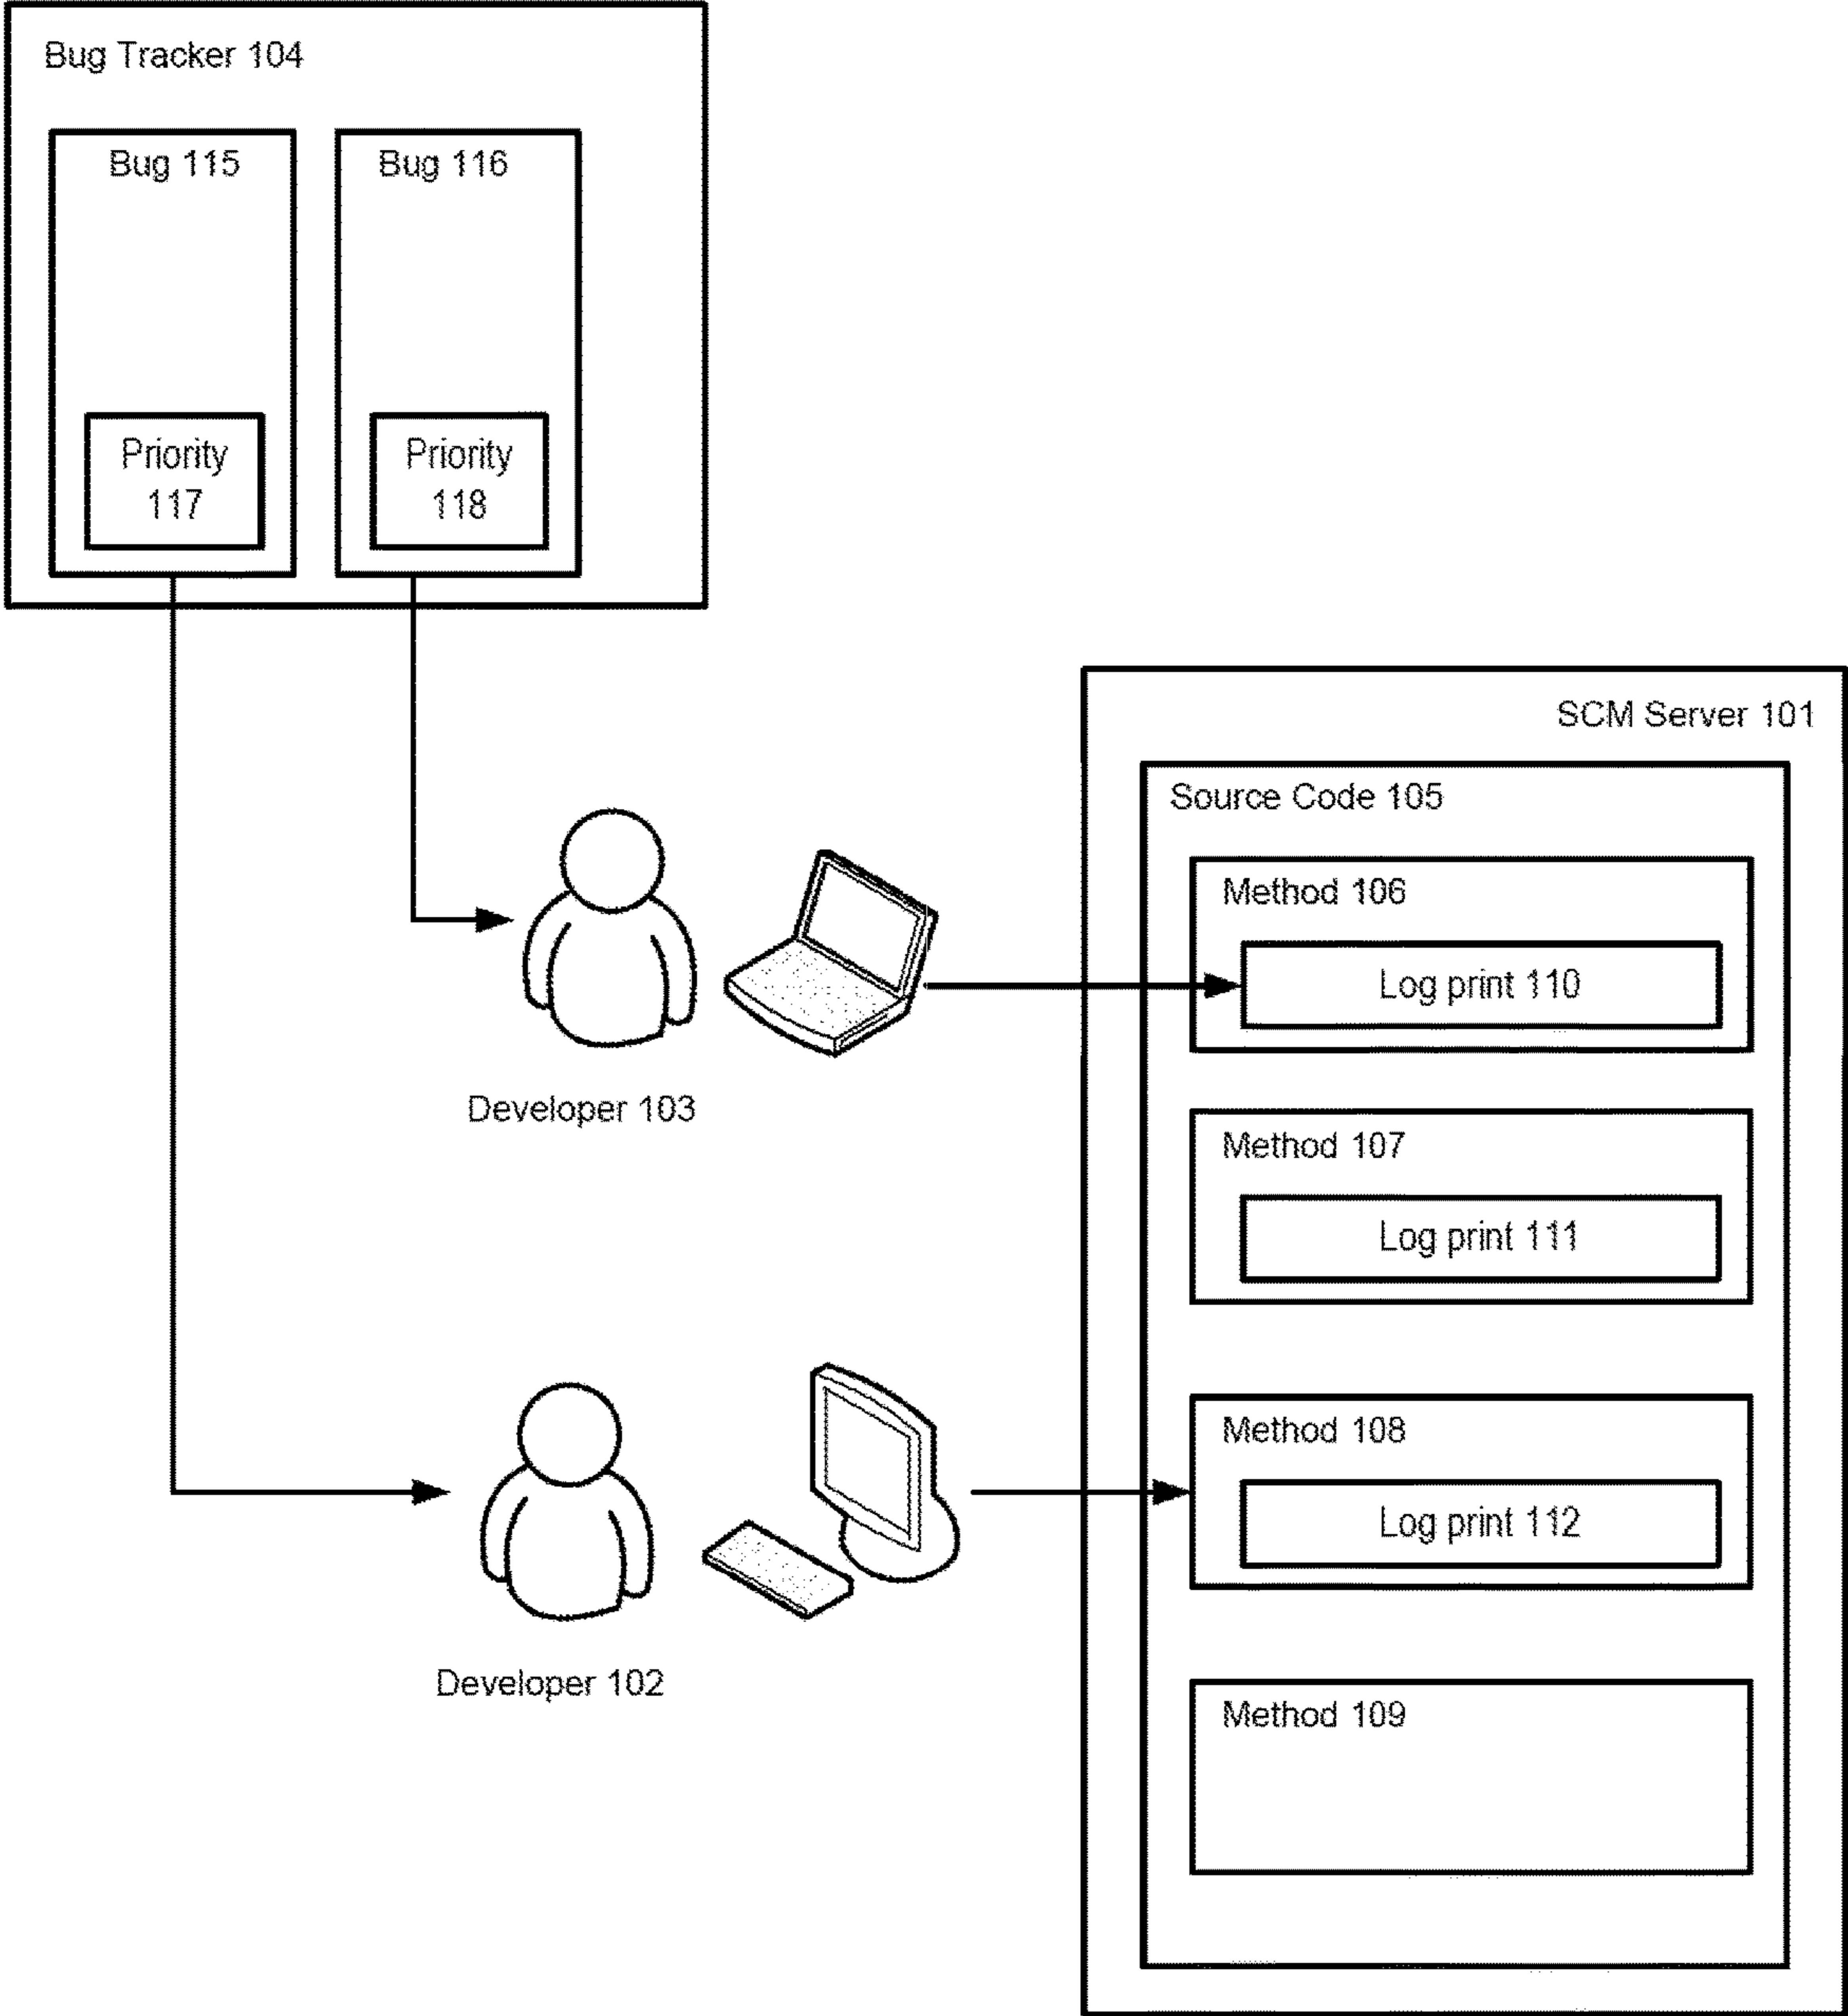 Bug Tracker 104
Bug 115
Bug 116
Priority
117
Priority
118
SCM Server 101
Source Code 105
Method 106
Log print 110
Developer 103
Method 107
Log print 111
Method 108
Log print 112
Developer 102
Method 109